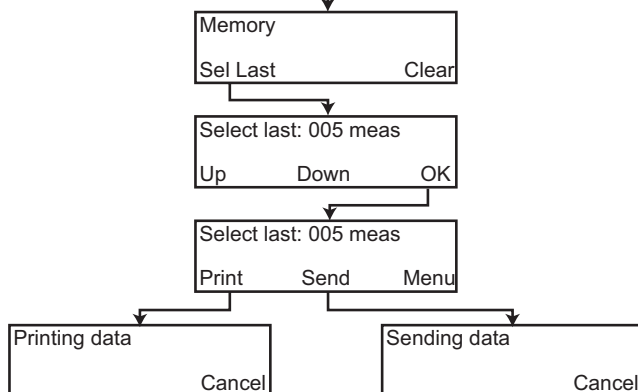 Memory
Sel Last Clear
Select last: 005 meas
Up Down OK
Select last: 005 meas
Print Send Menu
Printing data
Cancel
Sending data
Cancel